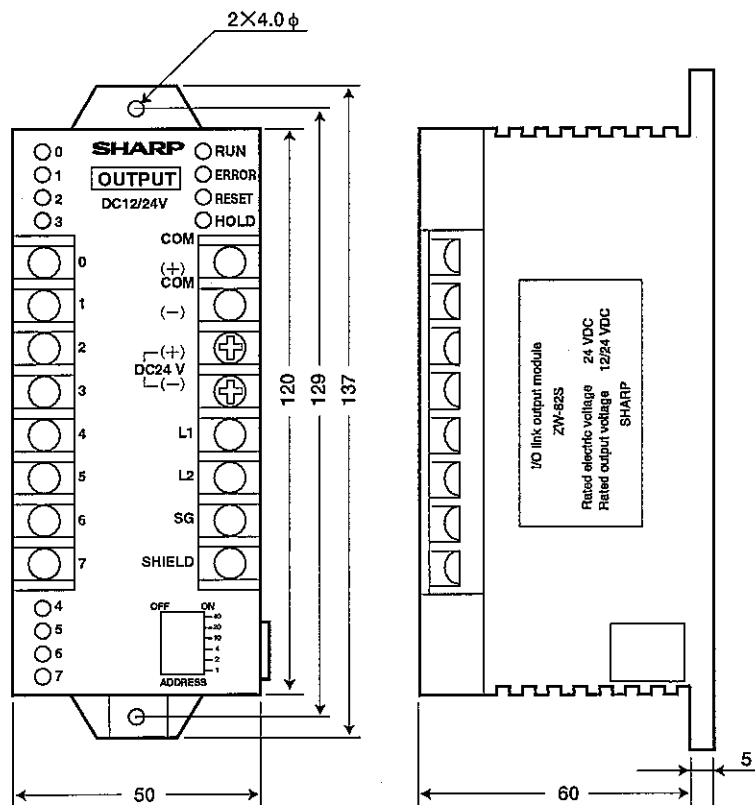 2×4.0φ
0 SHARP RUN
1 OUTPUT ERROR
2 DC12/24V RESET
3 HOLD
COM
0 (+)
COM
1 (−)
2 (+)
DC24 V
3 (−)
4 L1
5 L2
6 SG
7 SHIELD
4 OFF ON
40
5 20
10
6 4
2
7 1
ADDRESS
120
129
137
50
I/O link output module
ZW-82S
Rated electric voltage 24 VDC
Rated output voltage 12/24 VDC
SHARP
60
5